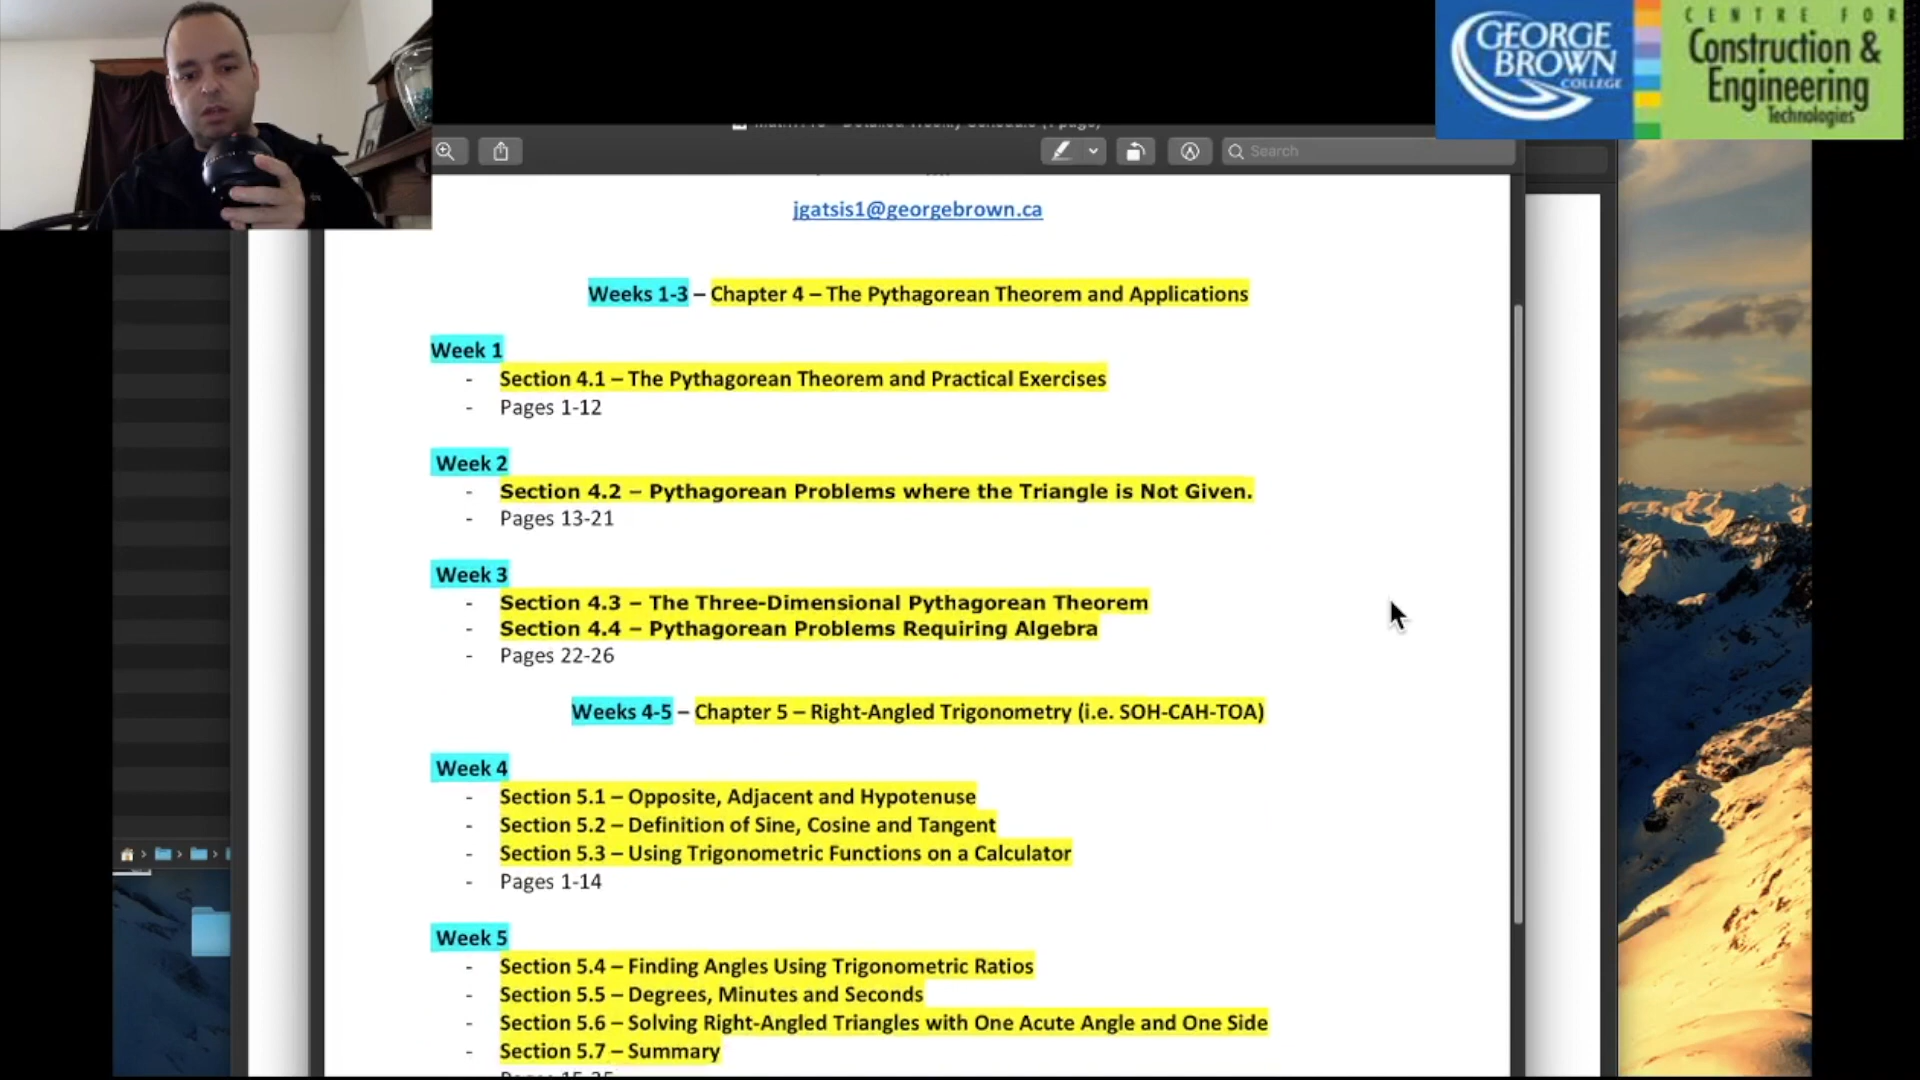 GEORGE
BROWN
COLLEGE
CENTRE FOR
Construction &
Engineering
Technologies
Search
jgatsis1@georgebrown.ca
Weeks 1-3 – Chapter 4 – The Pythagorean Theorem and Applications
Week 1
- Section 4.1 – The Pythagorean Theorem and Practical Exercises
- Pages 1-12
Week 2
- Section 4.2 – Pythagorean Problems where the Triangle is Not Given.
- Pages 13-21
Week 3
- Section 4.3 – The Three-Dimensional Pythagorean Theorem
- Section 4.4 – Pythagorean Problems Requiring Algebra
- Pages 22-26
Weeks 4-5 – Chapter 5 – Right-Angled Trigonometry (i.e. SOH-CAH-TOA)
Week 4
- Section 5.1 – Opposite, Adjacent and Hypotenuse
- Section 5.2 – Definition of Sine, Cosine and Tangent
- Section 5.3 – Using Trigonometric Functions on a Calculator
- Pages 1-14
Week 5
- Section 5.4 – Finding Angles Using Trigonometric Ratios
- Section 5.5 – Degrees, Minutes and Seconds
- Section 5.6 – Solving Right-Angled Triangles with One Acute Angle and One Side
- Section 5.7 – Summary